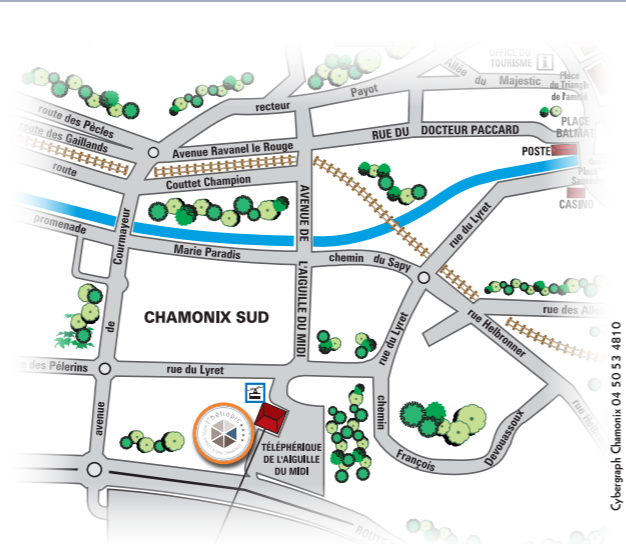 OFFICE DU
TOURISME
Allée du Majestic
Place
du Triangle
de l'amitié
recteur Payot
route des Pècles
route des Gaillands
Avenue Ravanel le Rouge
RUE DU DOCTEUR PACCARD
PLACE
BALMAT
POSTE
route Couttet Champion
CASINO
promenade Marie Paradis
AVENUE DE L'AIGUILLE DU MIDI
rue du Lyret
chemin du Sapy
avenue de Courmayeur
CHAMONIX SUD
rue du Lyret
rue Helbronner
rue des
des Pélerins
rue du Lyret
chemin François Devouassoux
TÉLÉPHÉRIQUE
DE L'AIGUILLE
DU MIDI
ROUTE
Cybergraph Chamonix 04 50 53 4810